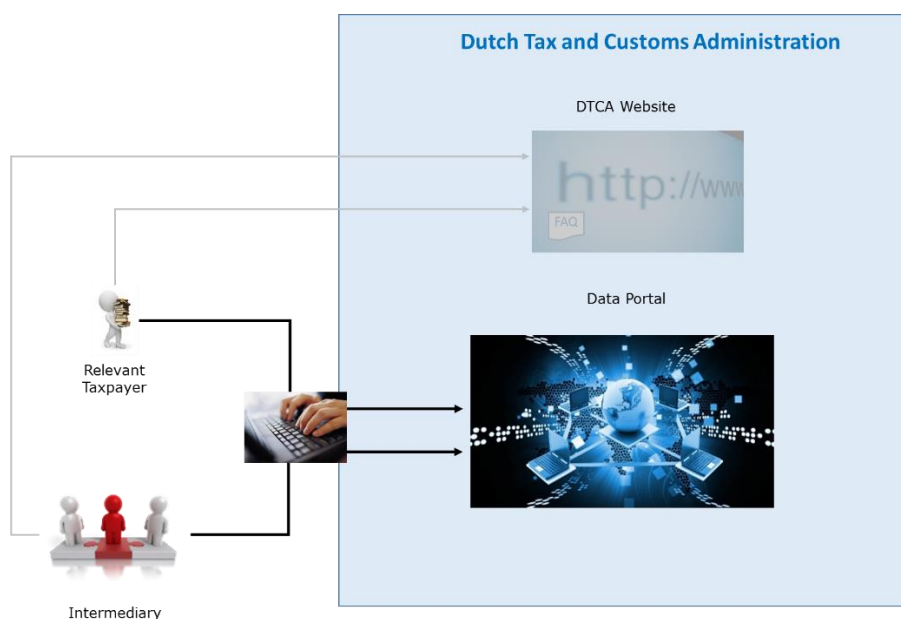 Dutch Tax and Customs Administration
DTCA Website
http://www
FAQ
Data Portal
Relevant
Taxpayer
Intermediary